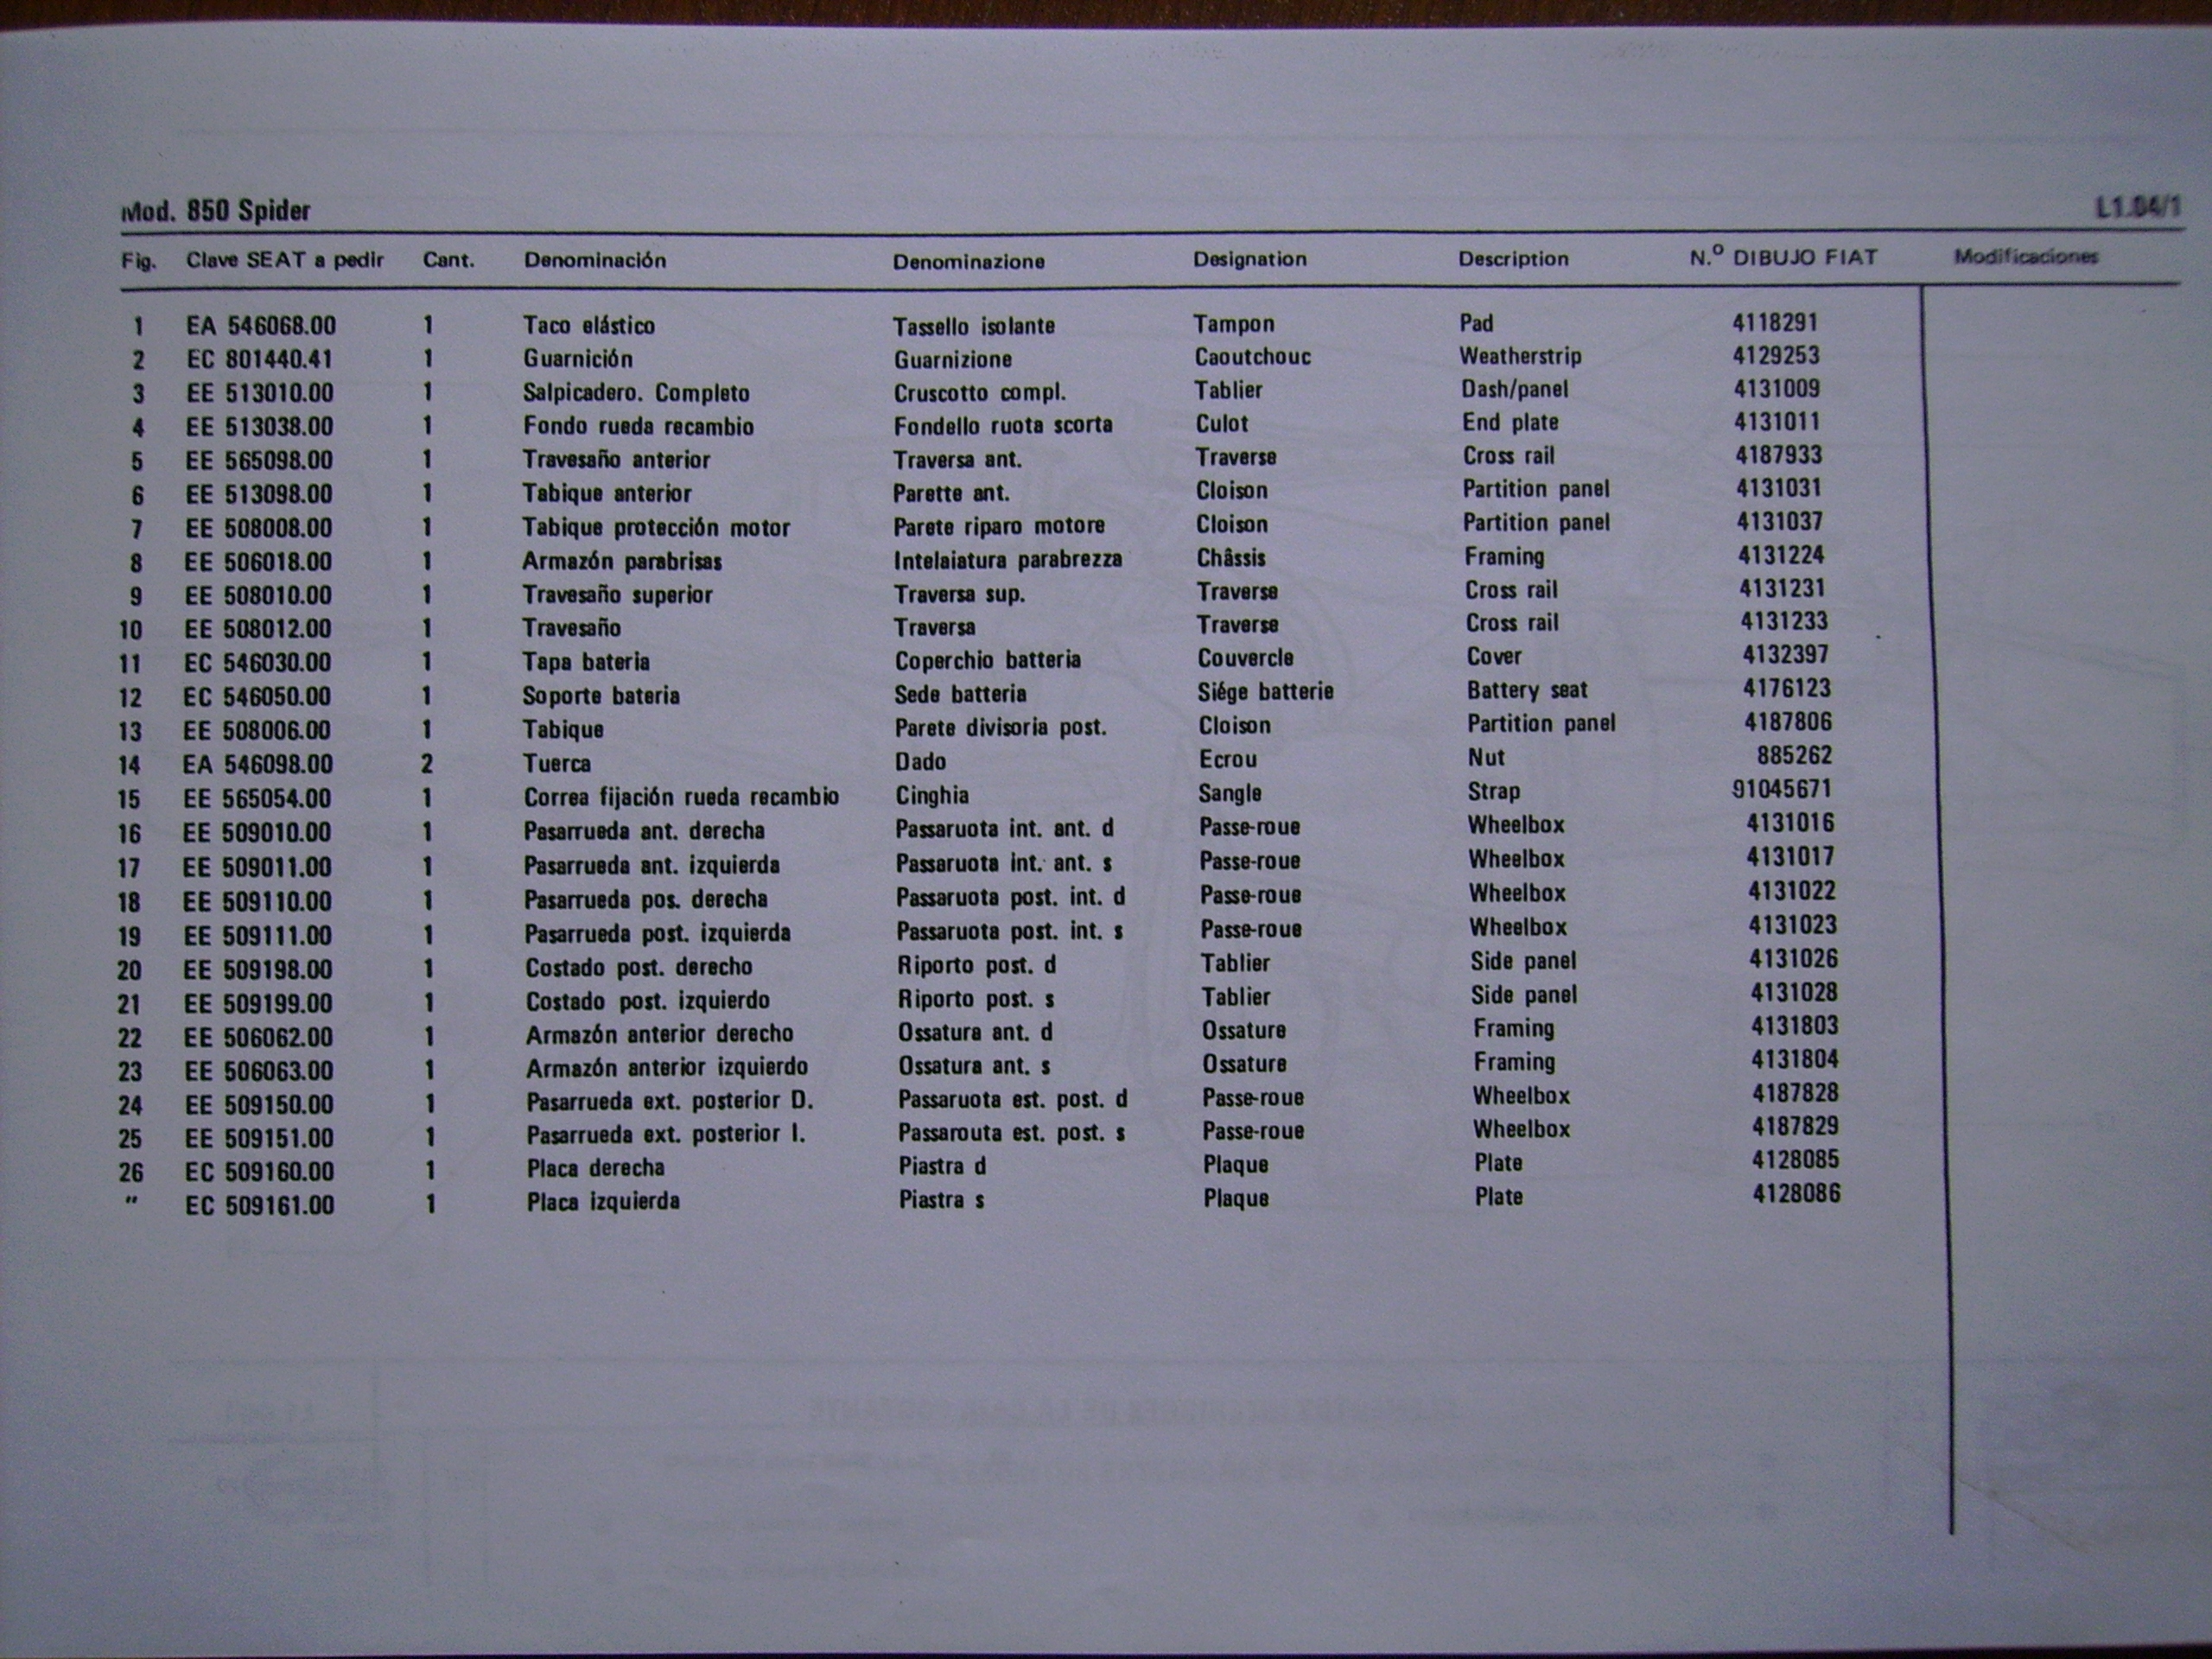 Mod. 850 Spider L1.04/1
Fig. Clave SEAT a pedir Cant. Denominación Denominazione Designation Description N.º DIBUJO FIAT Modificaciones
1 EA 546068.00 1 Taco elástico Tassello isolante Tampon Pad 4118291
2 EC 801440.41 1 Guarnición Guarnizione Caoutchouc Weatherstrip 4129253
3 EE 513010.00 1 Salpicadero. Completo Cruscotto compl. Tablier Dash/panel 4131009
4 EE 513038.00 1 Fondo rueda recambio Fondello ruota scorta Culot End plate 4131011
5 EE 565098.00 1 Travesaño anterior Traversa ant. Traverse Cross rail 4187933
6 EE 513098.00 1 Tabique anterior Parette ant. Cloison Partition panel 4131031
7 EE 508008.00 1 Tabique protección motor Parete riparo motore Cloison Partition panel 4131037
8 EE 506018.00 1 Armazón parabrisas Intelaiatura parabrezza Châssis Framing 4131224
9 EE 508010.00 1 Travesaño superior Traversa sup. Traverse Cross rail 4131231
10 EE 508012.00 1 Travesaño Traversa Traverse Cross rail 4131233
11 EC 546030.00 1 Tapa bateria Coperchio batteria Couvercle Cover 4132397
12 EC 546050.00 1 Soporte bateria Sede batteria Siége batterie Battery seat 4176123
13 EE 508006.00 1 Tabique Parete divisoria post. Cloison Partition panel 4187806
14 EA 546098.00 2 Tuerca Dado Ecrou Nut 885262
15 EE 565054.00 1 Correa fijación rueda recambio Cinghia Sangle Strap 91045671
16 EE 509010.00 1 Pasarrueda ant. derecha Passaruota int. ant. d Passe-roue Wheelbox 4131016
17 EE 509011.00 1 Pasarrueda ant. izquierda Passaruota int. ant. s Passe-roue Wheelbox 4131017
18 EE 509110.00 1 Pasarrueda pos. derecha Passaruota post. int. d Passe-roue Wheelbox 4131022
19 EE 509111.00 1 Pasarrueda post. izquierda Passaruota post. int. s Passe-roue Wheelbox 4131023
20 EE 509198.00 1 Costado post. derecho Riporto post. d Tablier Side panel 4131026
21 EE 509199.00 1 Costado post. izquierdo Riporto post. s Tablier Side panel 4131028
22 EE 506062.00 1 Armazón anterior derecho Ossatura ant. d Ossature Framing 4131803
23 EE 506063.00 1 Armazón anterior izquierdo Ossatura ant. s Ossature Framing 4131804
24 EE 509150.00 1 Pasarrueda ext. posterior D. Passaruota est. post. d Passe-roue Wheelbox 4187828
25 EE 509151.00 1 Pasarrueda ext. posterior I. Passarouta est. post. s Passe-roue Wheelbox 4187829
26 EC 509160.00 1 Placa derecha Piastra d Plaque Plate 4128085
" EC 509161.00 1 Placa izquierda Piastra s Plaque Plate 4128086